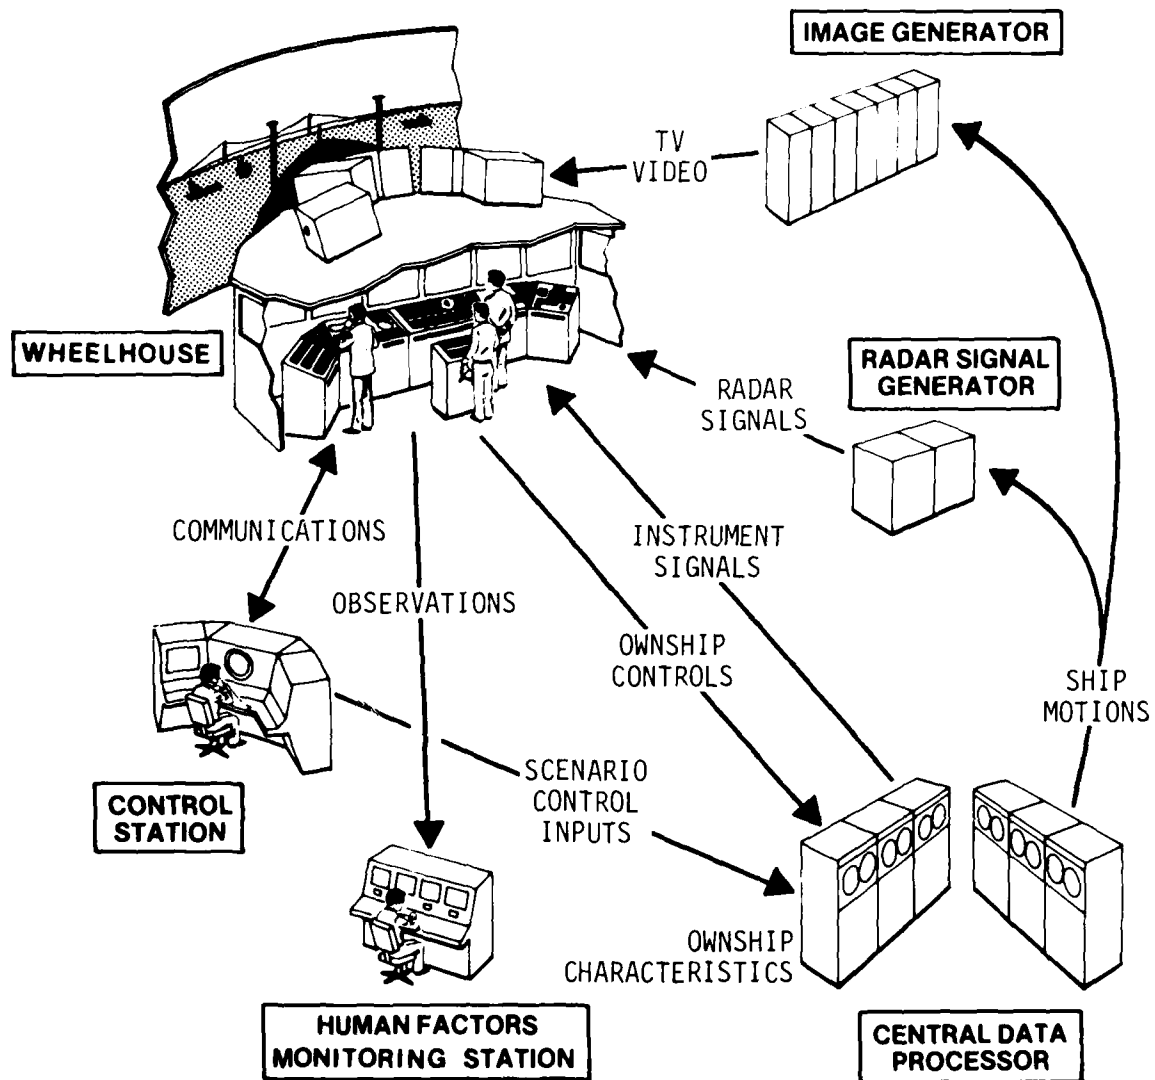 IMAGE GENERATOR
TV
VIDEO
WHEELHOUSE
RADAR SIGNAL
GENERATOR
RADAR
SIGNALS
COMMUNICATIONS
INSTRUMENT
SIGNALS
OBSERVATIONS
OWNSHIP
CONTROLS
SHIP
MOTIONS
CONTROL
STATION
SCENARIO
CONTROL
INPUTS
OWNSHIP
CHARACTERISTICS
HUMAN FACTORS
MONITORING STATION
CENTRAL DATA
PROCESSOR